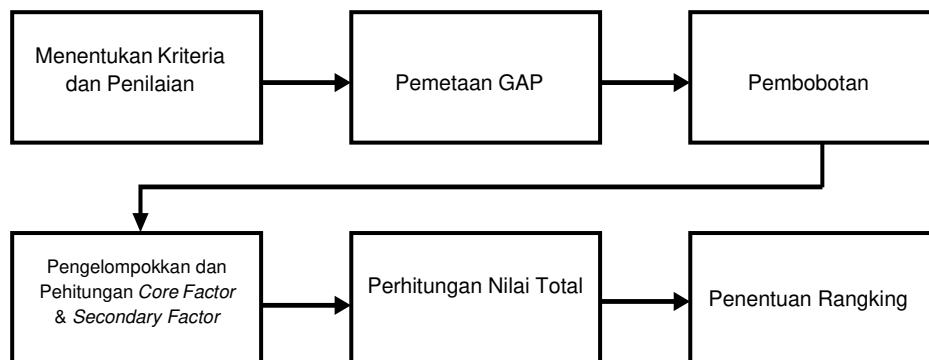 Menentukan Kriteria
dan Penilaian
Pemetaan GAP
Pembobotan
Pengelompokkan dan
Pehitungan Core Factor
& Secondary Factor
Perhitungan Nilai Total
Penentuan Rangking